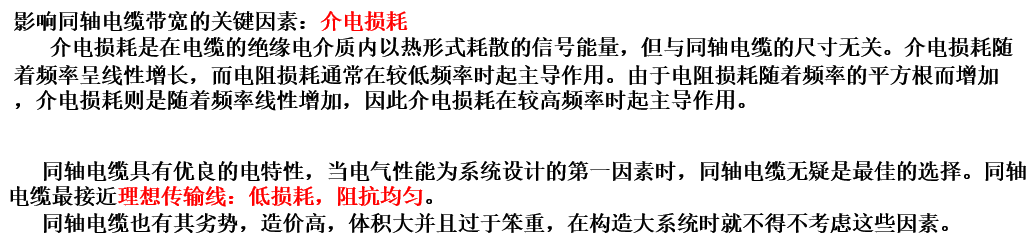 影响同轴电缆带宽的关键因素：介电损耗
介电损耗是在电缆的绝缘电介质内以热形式耗散的信号能量，但与同轴电缆的尺寸无关。介电损耗随
着频率呈线性增长，而电阻损耗通常在较低频率时起主导作用。由于电阻损耗随着频率的平方根而增加
，介电损耗则是随着频率线性增加，因此介电损耗在较高频率时起主导作用。
同轴电缆具有优良的电特性，当电气性能为系统设计的第一因素时，同轴电缆无疑是最佳的选择。同轴
电缆最接近理想传输线：低损耗，阻抗均匀。
同轴电缆也有其劣势，造价高，体积大并且过于笨重，在构造大系统时就不得不考虑这些因素。